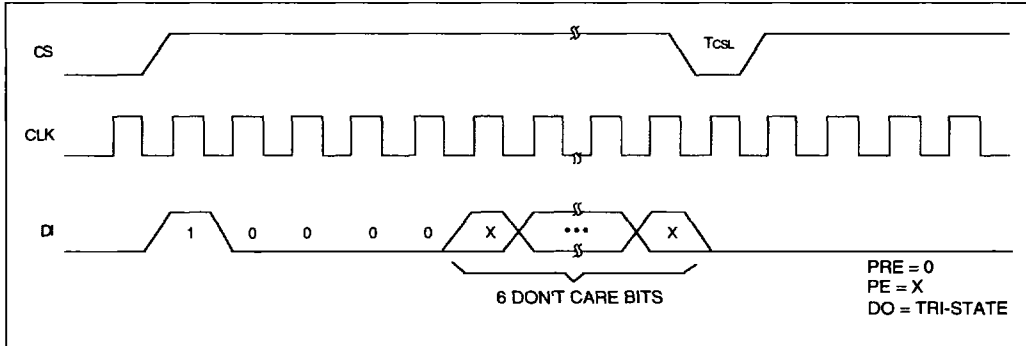 CS
TCSL
CLK
DI
1 0 0 0 0 X ••• X
6 DON'T CARE BITS
PRE = 0
PE = X
DO = TRI-STATE